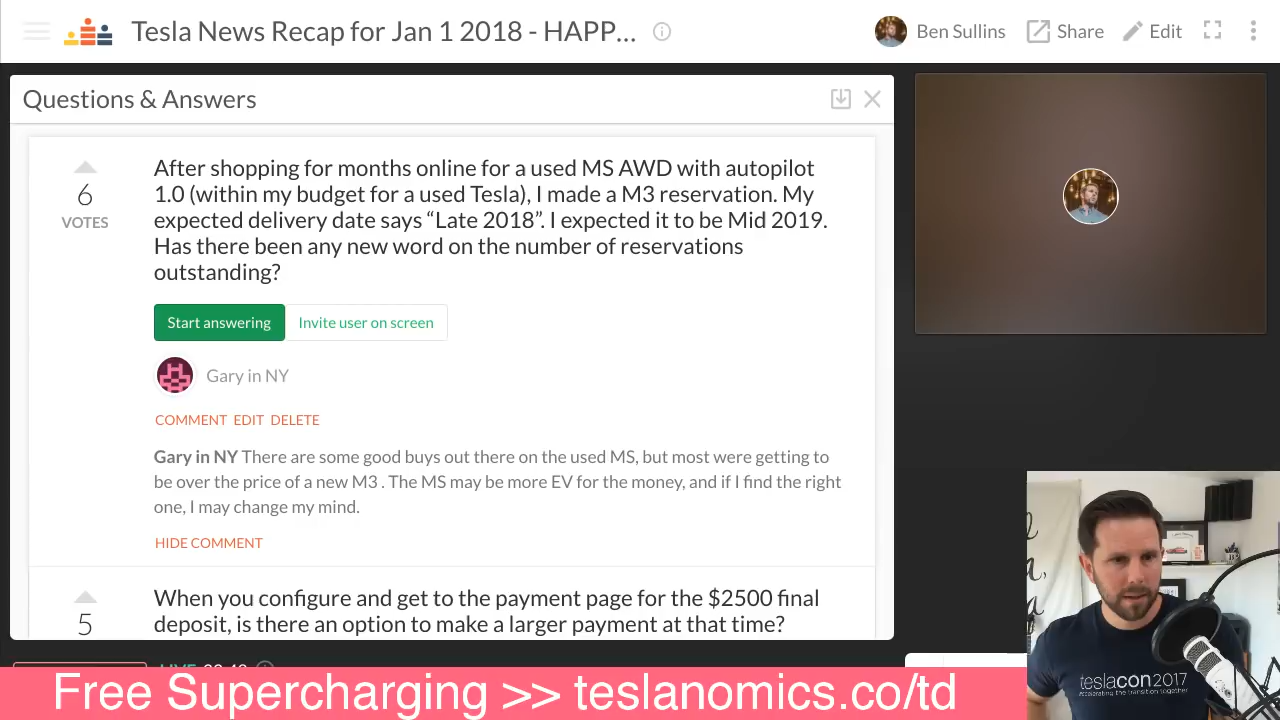 Tesla News Recap for Jan 1 2018 - HAPP...
Ben Sullins
Share
Edit
Questions & Answers
6
VOTES
After shopping for months online for a used MS AWD with autopilot
1.0 (within my budget for a used Tesla), I made a M3 reservation. My
expected delivery date says “Late 2018”. I expected it to be Mid 2019.
Has there been any new word on the number of reservations
outstanding?
Start answering
Invite user on screen
Gary in NY
COMMENT EDIT DELETE
Gary in NY There are some good buys out there on the used MS, but most were getting to
be over the price of a new M3 . The MS may be more EV for the money, and if I find the right
one, I may change my mind.
HIDE COMMENT
5
When you configure and get to the payment page for the $2500 final
deposit, is there an option to make a larger payment at that time?
teslacon2017
#accelerating the transition together
Free Supercharging >> teslanomics.co/td